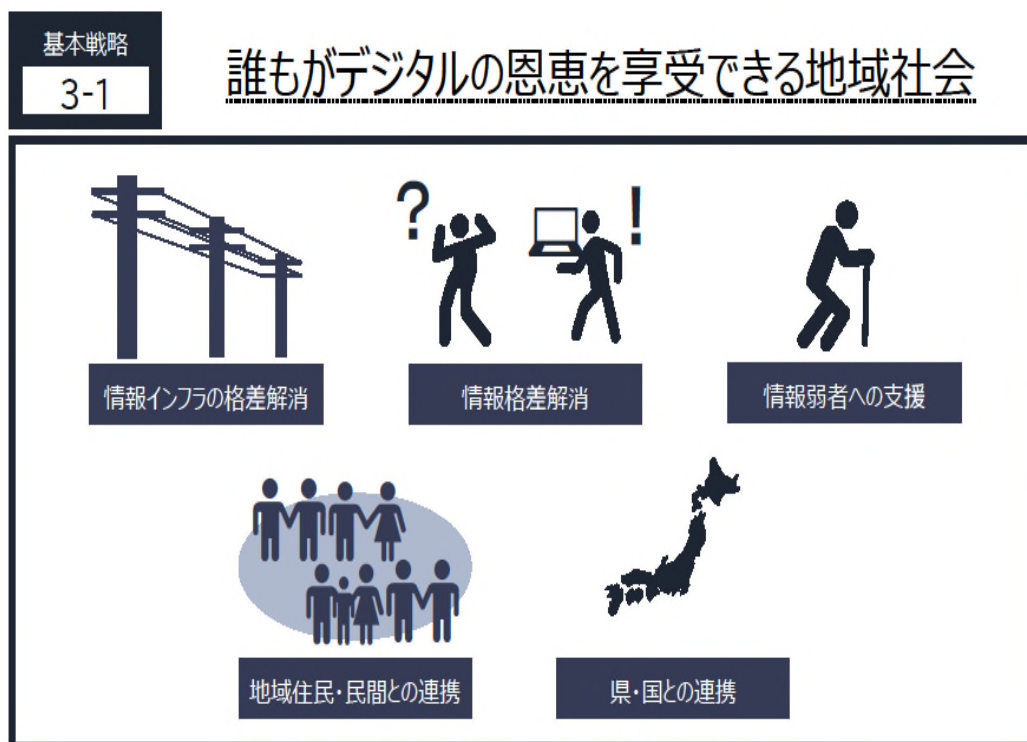 基本戦略
3-1
誰もがデジタルの恩恵を享受できる地域社会
?
!
情報インフラの格差解消
情報格差解消
情報弱者への支援
地域住民・民間との連携
県・国との連携